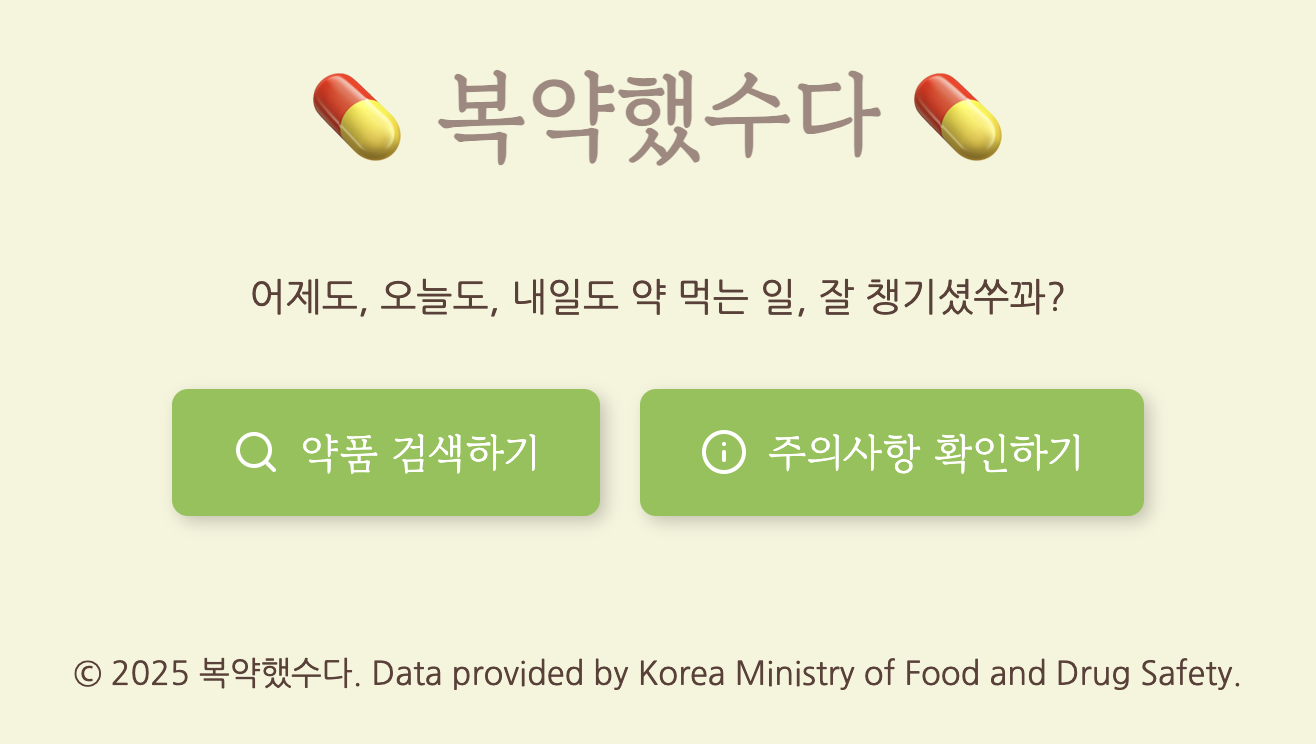 복약했수다
어제도, 오늘도, 내일도 약 먹는 일, 잘 챙기셨쑤꽈?
약품 검색하기
주의사항 확인하기
© 2025 복약했수다. Data provided by Korea Ministry of Food and Drug Safety.